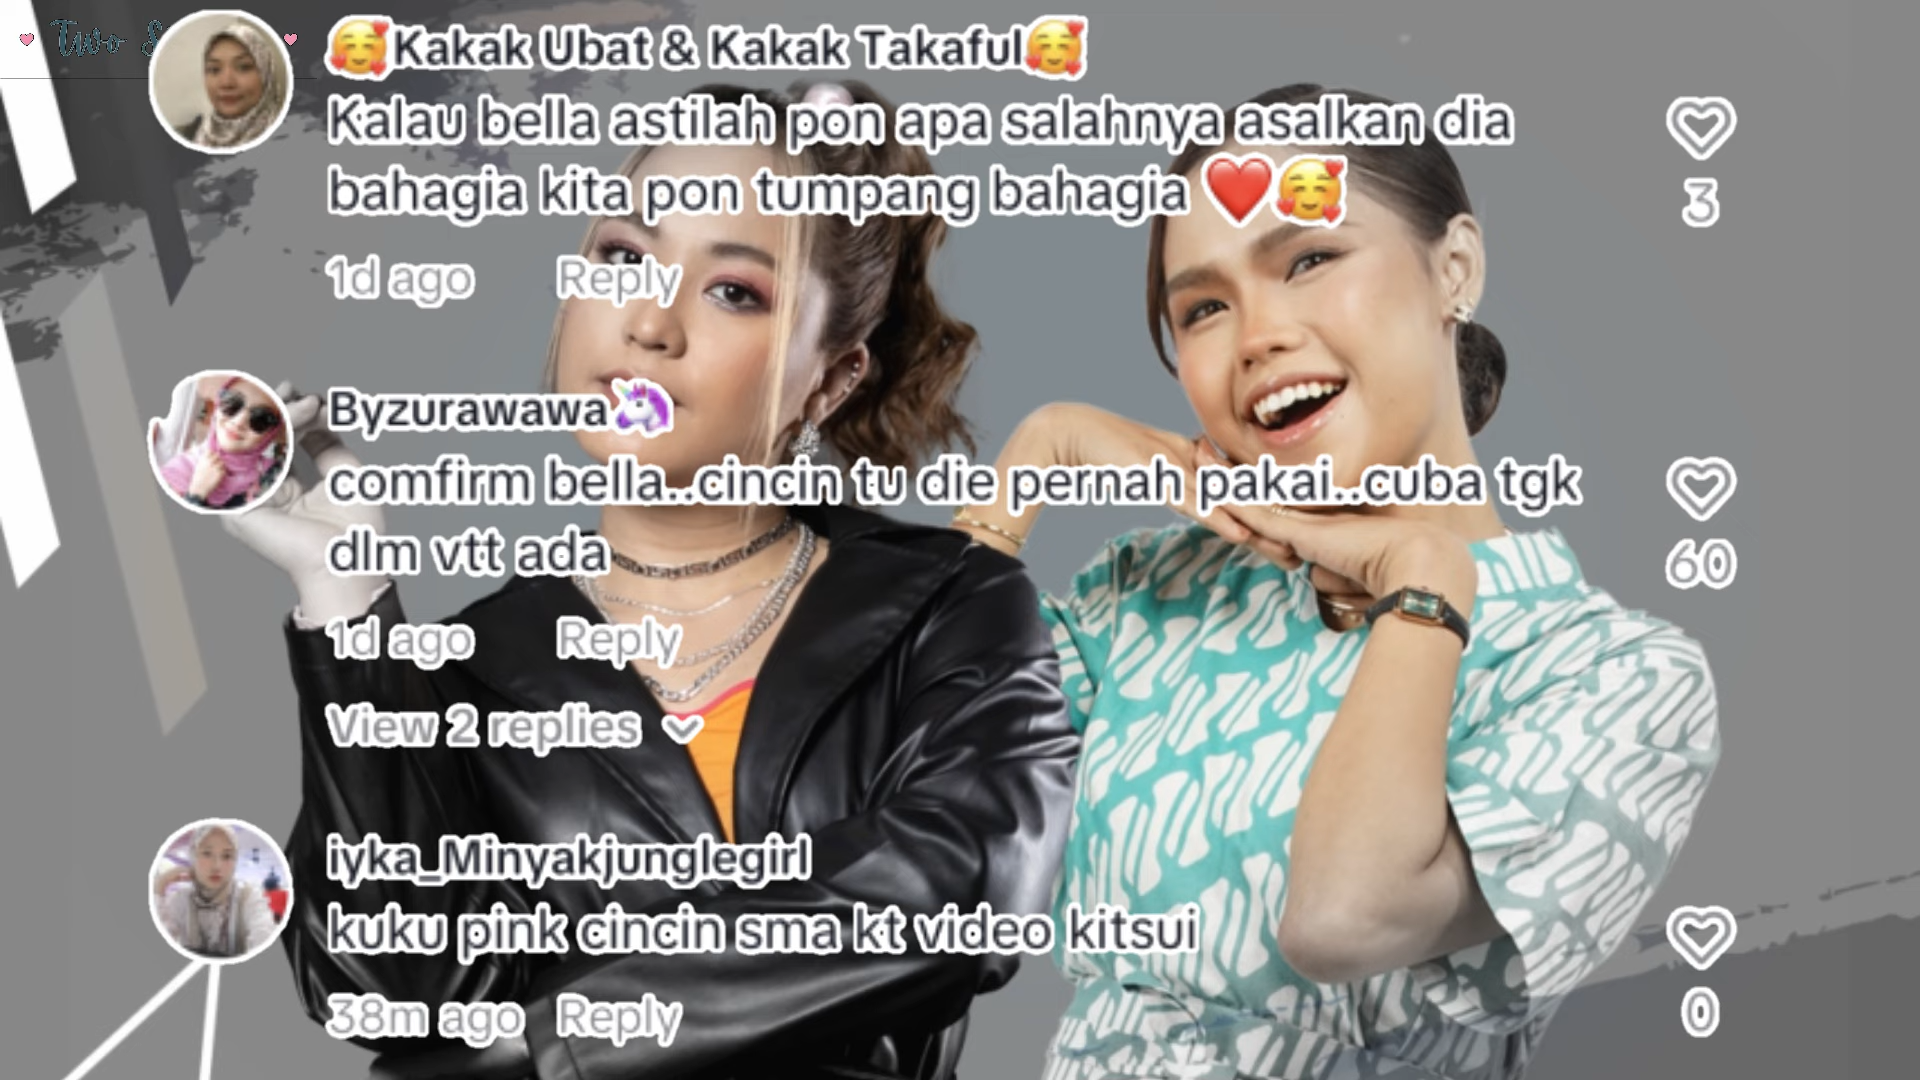 Two S
🥰Kakak Ubat & Kakak Takaful🥰
Kalau bella astilah pon apa salahnya asalkan dia
bahagia kita pon tumpang bahagia ❤️🥰
3
1d ago Reply
Byzurawawa🦄
comfirm bella..cincin tu die pernah pakai..cuba tgk
dlm vtt ada
60
1d ago Reply
View 2 replies
iyka_Minyakjunglegirl
kuku pink cincin sma kt video kitsui
0
38m ago Reply